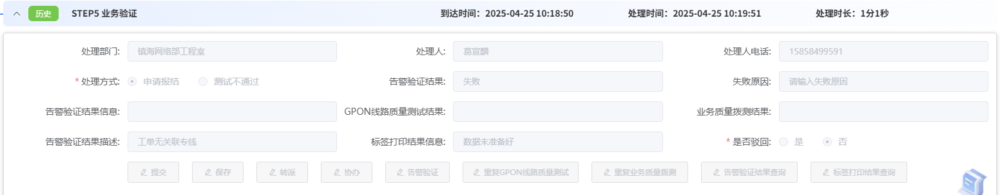 历史 STEP5 业务验证 到达时间：2025-04-25 10:18:50 处理时间：2025-04-25 10:19:51 处理时长：1分1秒
处理部门: 镇海网络部工程室 处理人: 葛宣麟 处理人电话: 15858499591
* 处理方式: 申请报结 测试不通过 告警验证结果: 失败 失败原因: 请输入失败原因
告警验证结果信息: GPON线路质量测试结果: 业务质量拨测结果:
告警验证结果描述: 工单无关联专线 标签打印结果信息: 数据未准备好 * 是否驳回: 是 否
提交 保存 转派 协办 告警验证 重复GPON线路质量测试 重复业务质量拨测 告警验证结果查询 标签打印结果查询